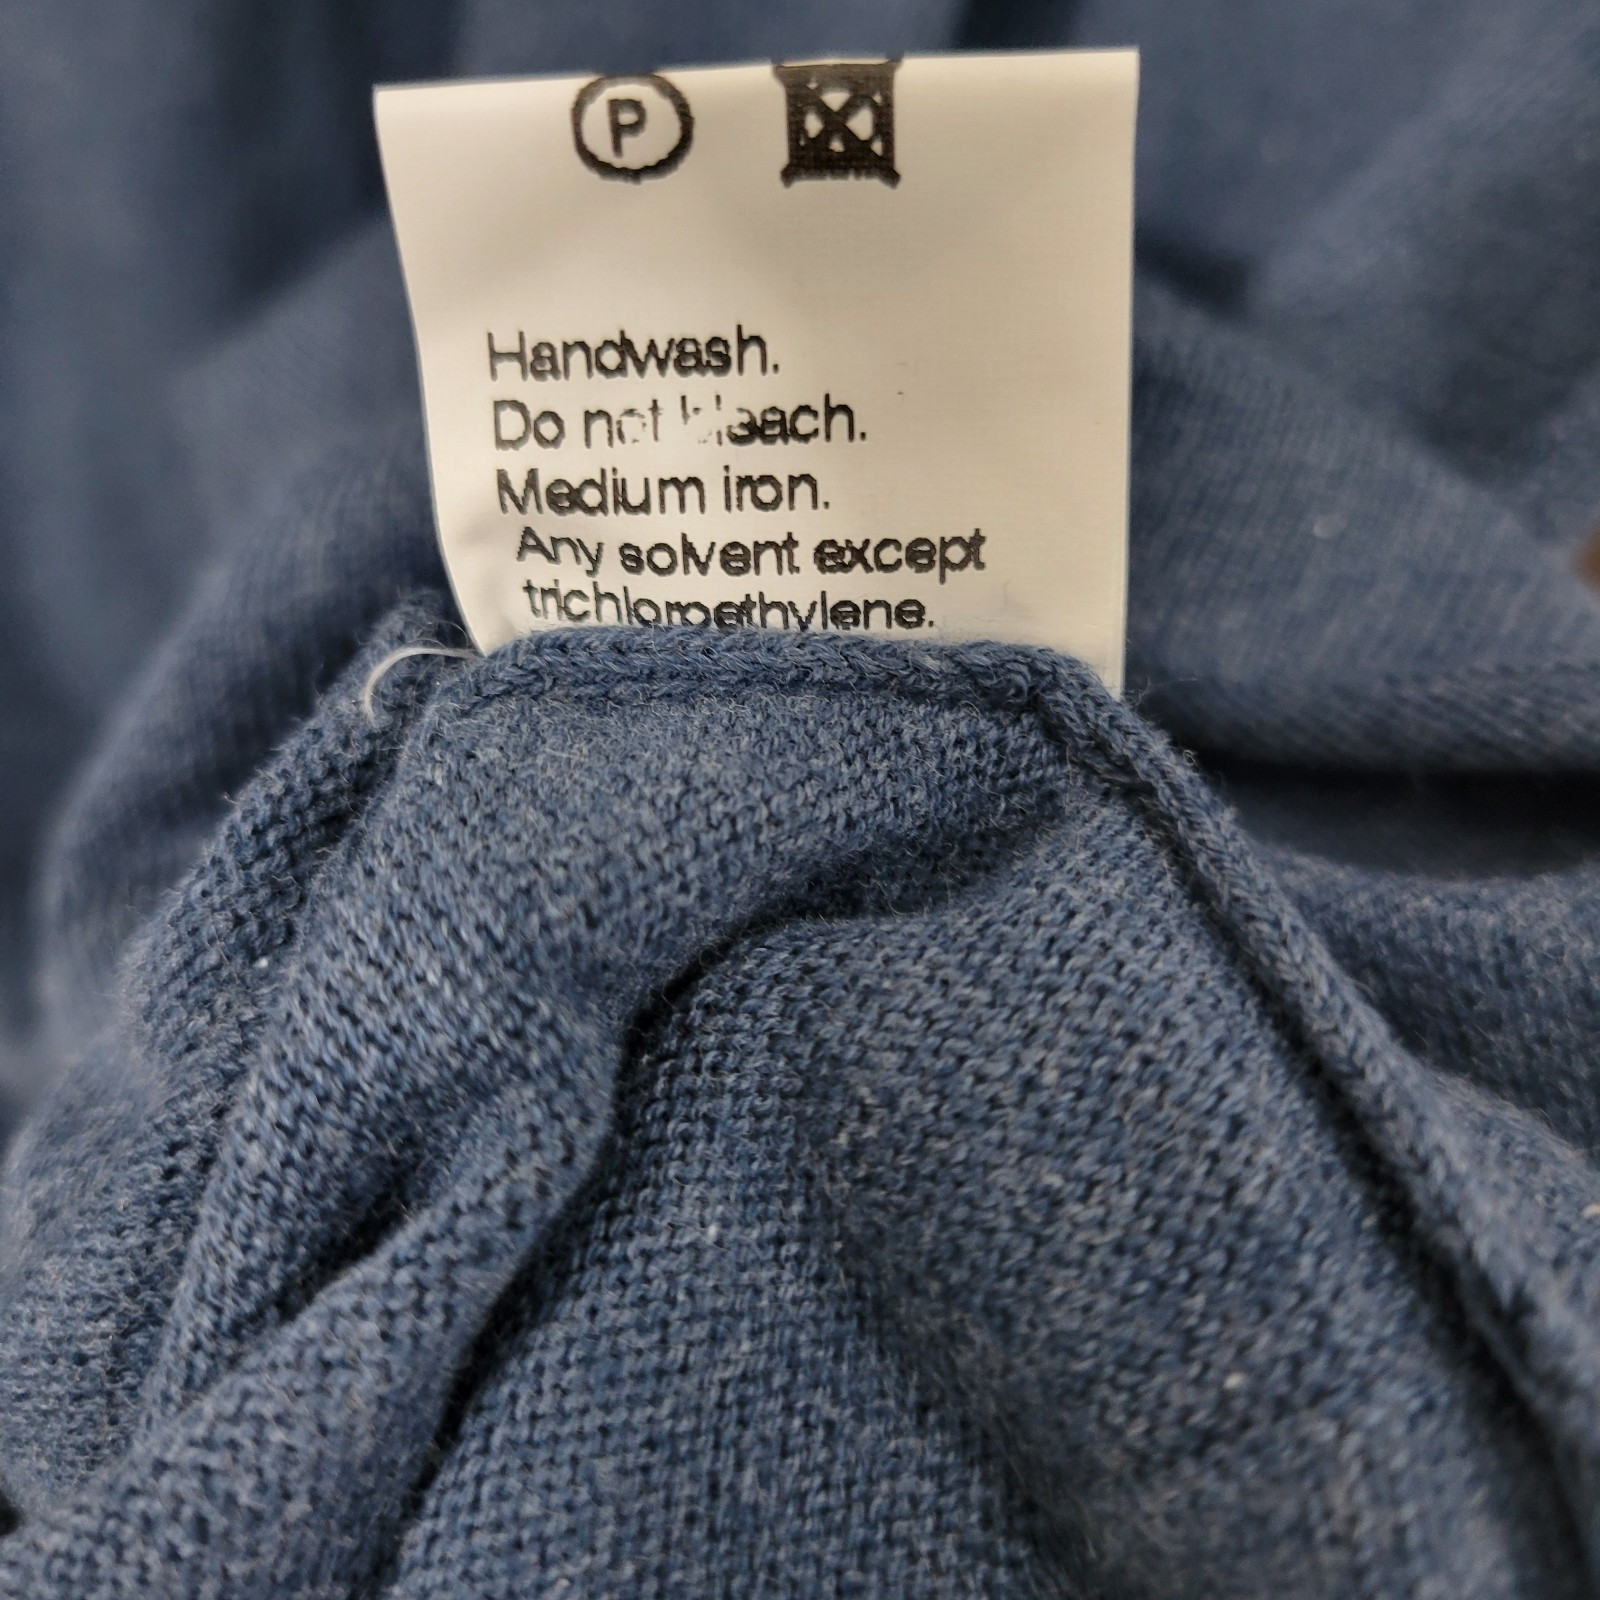 P
Handwash.
Do not bleach.
Medium iron.
Any solvent except
trichloroethylene.